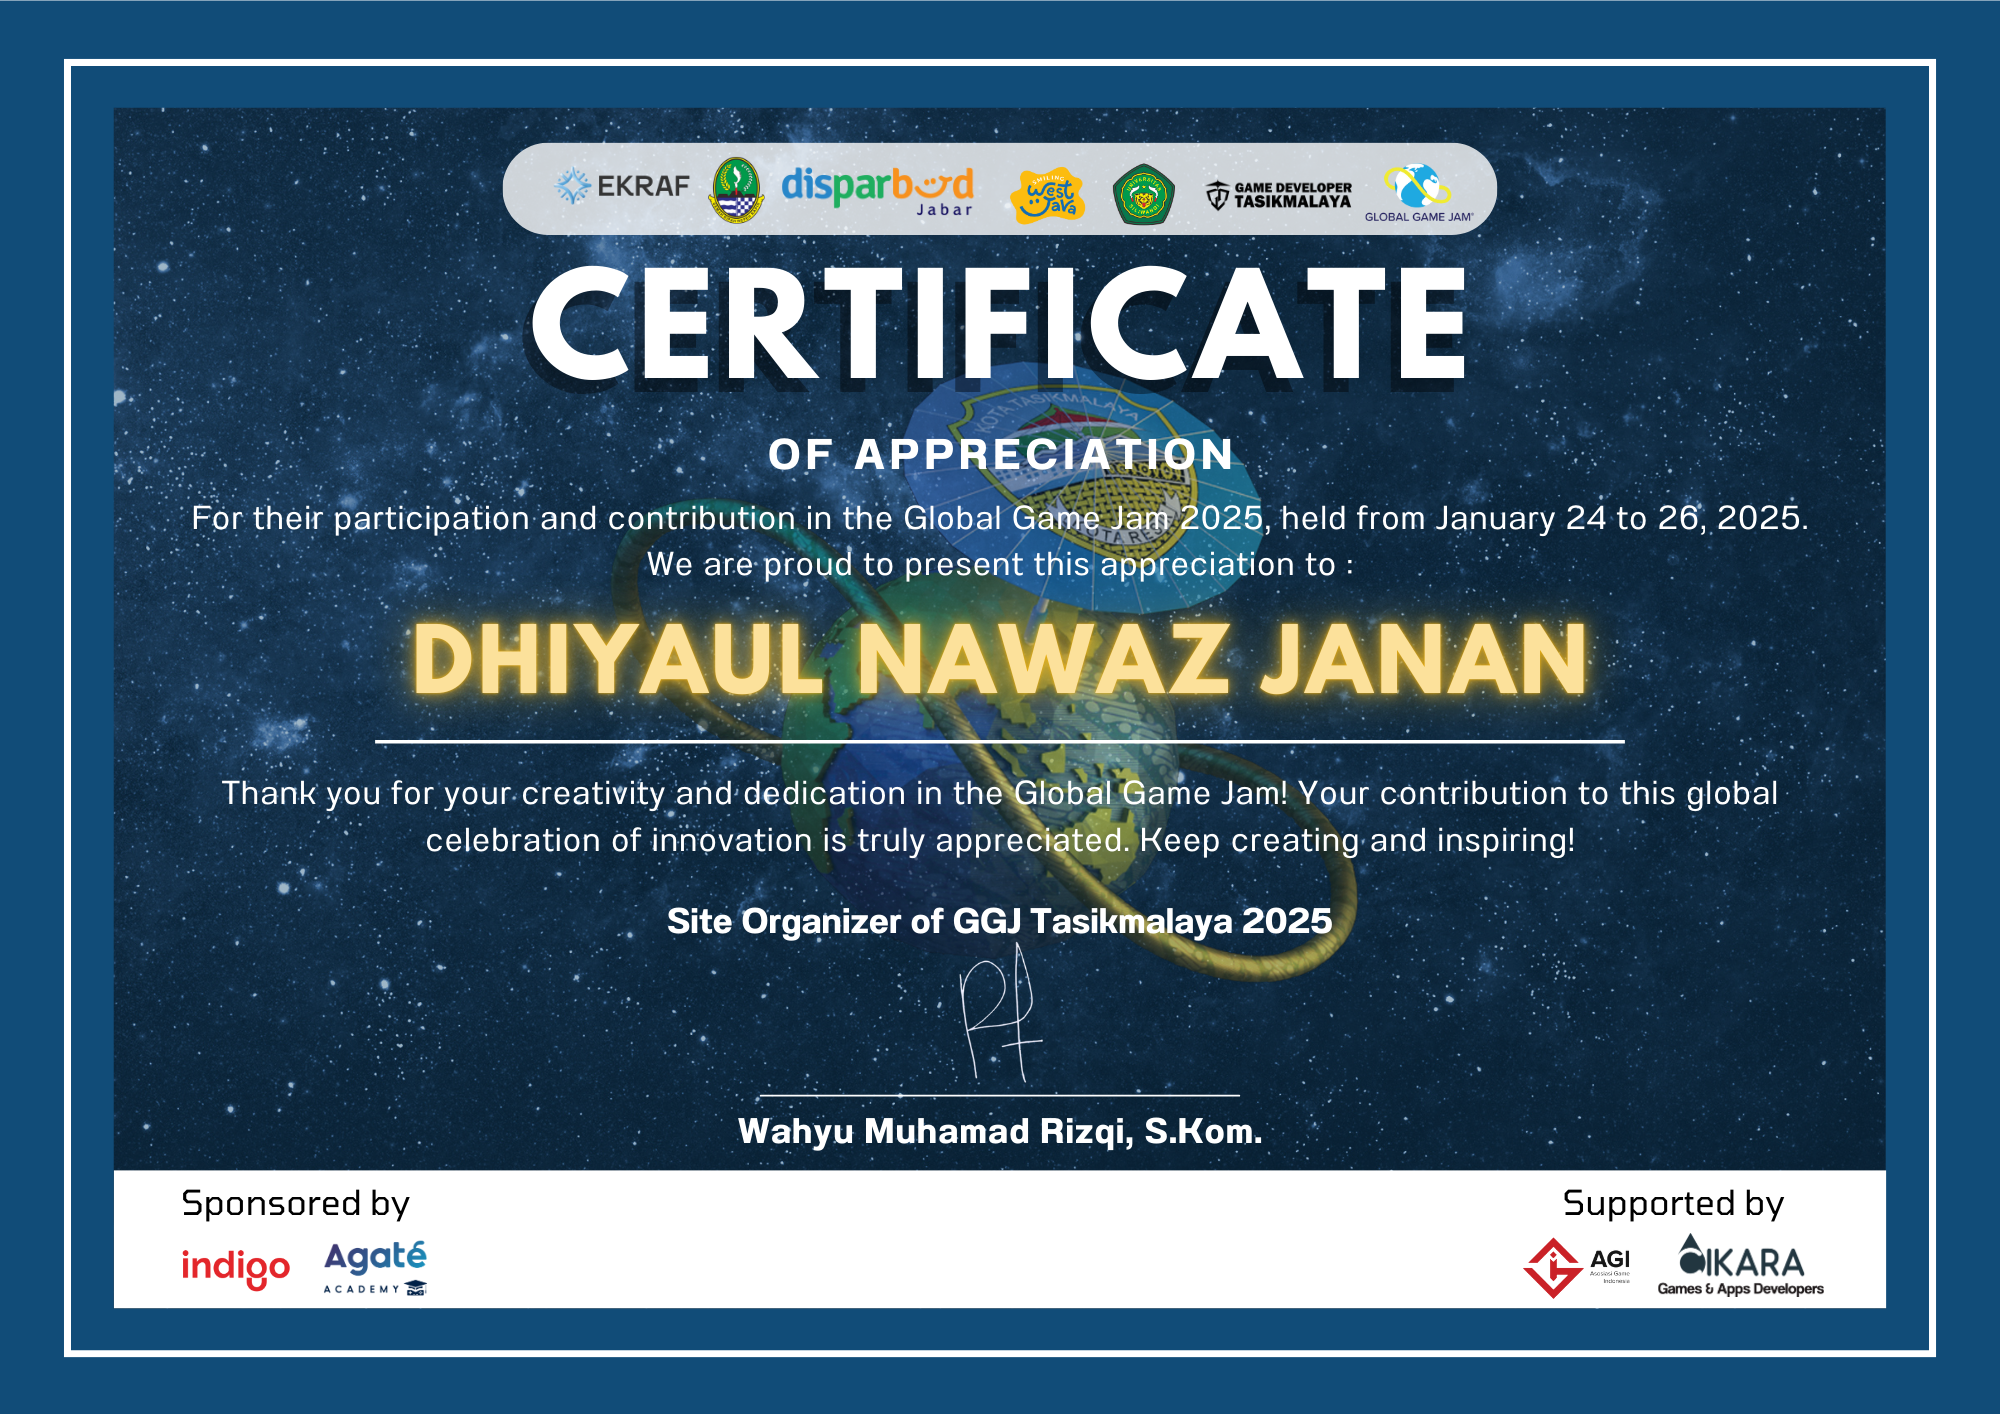 EKRAF
disparbud
Jabar
SMILING
West
Java
UNIVERSITAS
SILIWANGI
GAME DEVELOPER
TASIKMALAYA
GLOBAL GAME JAM
CERTIFICATE
KOTA TASIKMALAYA
OF APPRECIATION
For their participation and contribution in the Global Game Jam 2025, held from January 24 to 26, 2025.
We are proud to present this appreciation to :
DHIYAUL NAWAZ JANAN
Thank you for your creativity and dedication in the Global Game Jam! Your contribution to this global
celebration of innovation is truly appreciated. Keep creating and inspiring!
Site Organizer of GGJ Tasikmalaya 2025
Wahyu Muhamad Rizqi, S.Kom.
Sponsored by
indigo
Agaté
ACADEMY
Supported by
AGI
Asosiasi Game
Indonesia
OIKARA
Games & Apps Developers